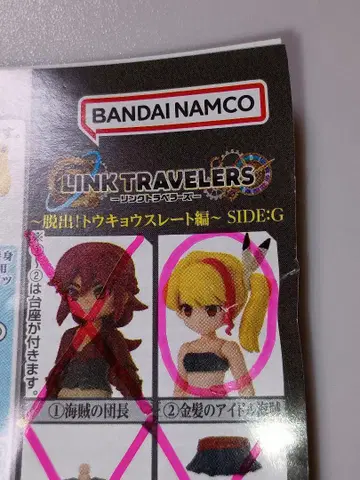 BANDAI NAMCO
LINK TRAVELERS
ーリンクトラベラーズー
～脱出!トウキョウスレート編～ SIDE:G
②は台座が付きます。
①海賊の団長
②金髪のアイドル海賊